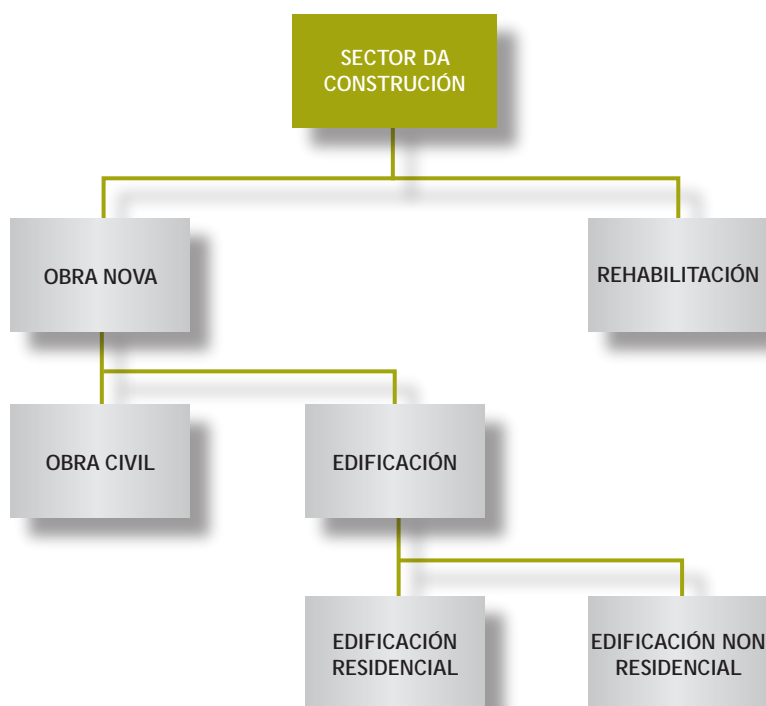 SECTOR DA
CONSTRUCIÓN
OBRA NOVA
REHABILITACIÓN
OBRA CIVIL
EDIFICACIÓN
EDIFICACIÓN
RESIDENCIAL
EDIFICACIÓN NON
RESIDENCIAL